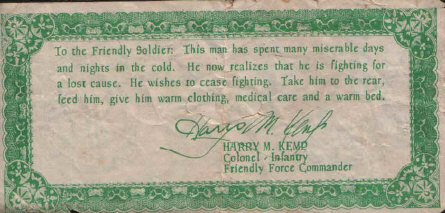 To the Friendly Soldier: This man has spent many miserable days
and nights in the cold. He now realizes that he is fighting for
a lost cause. He wishes to cease fighting. Take him to the rear,
feed him, give him warm clothing, medical care and a warm bed.
Harry M. Kemp
HARRY M. KEMP
Colonel Infantry
Friendly Force Commander